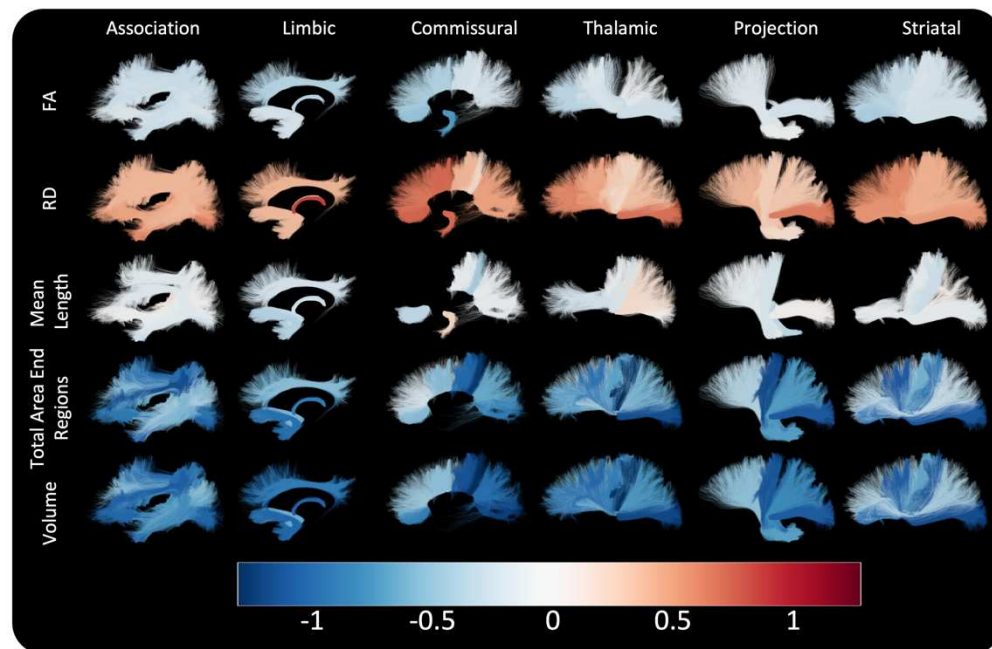 Association Limbic Commissural Thalamic Projection Striatal
FA
RD
Mean
Length
Total Area End
Regions
Volume
-1 -0.5 0 0.5 1